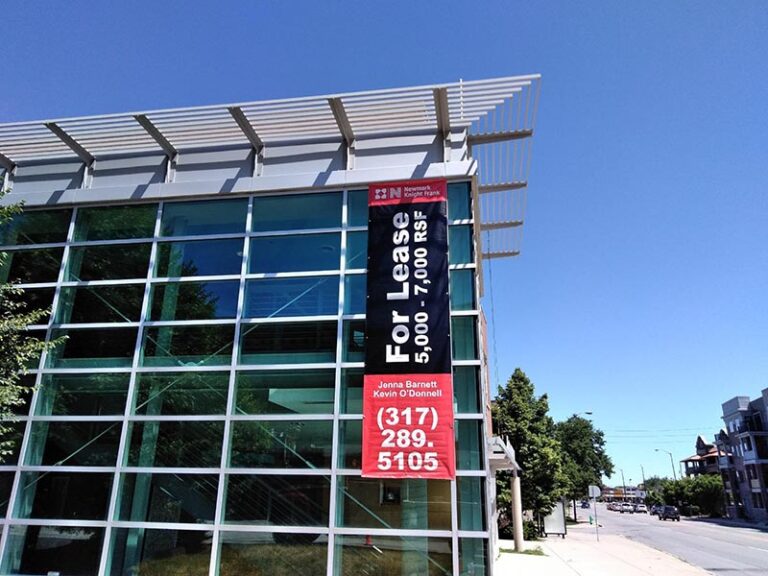 Newmark
Knight Frank
For Lease
5,000 - 7,000 RSF
Jenna Barnett
Kevin O'Donnell
(317)
289.
5105